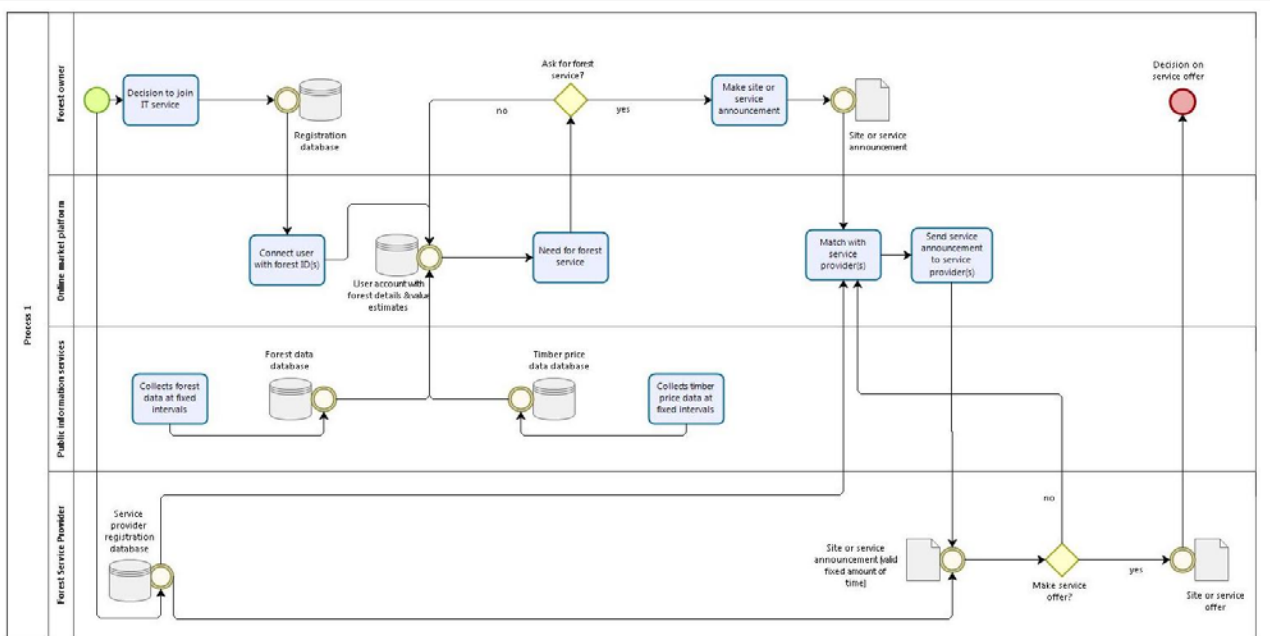 Process 1
Forest owner
Decision to join
IT service
Registration
database
Ask for forest
service?
no
yes
Make site or
service
announcement
Site or service
announcement
Decision on
service offer
Online market platform
Connect user
with forest ID(s)
User account with
forest details &value
estimates
Need for forest
service
Match with
service
provider(s)
Send service
announcement
to service
provider(s)
Public information services
Collects forest
data at fixed
intervals
Forest data
database
Timber price
data database
Collects timber
price data at
fixed intervals
Forest Service Provider
Service
provider
registration
database
Site or service
announcement (valid
fixed amount of
time)
no
Make service
offer?
yes
Site or service
offer